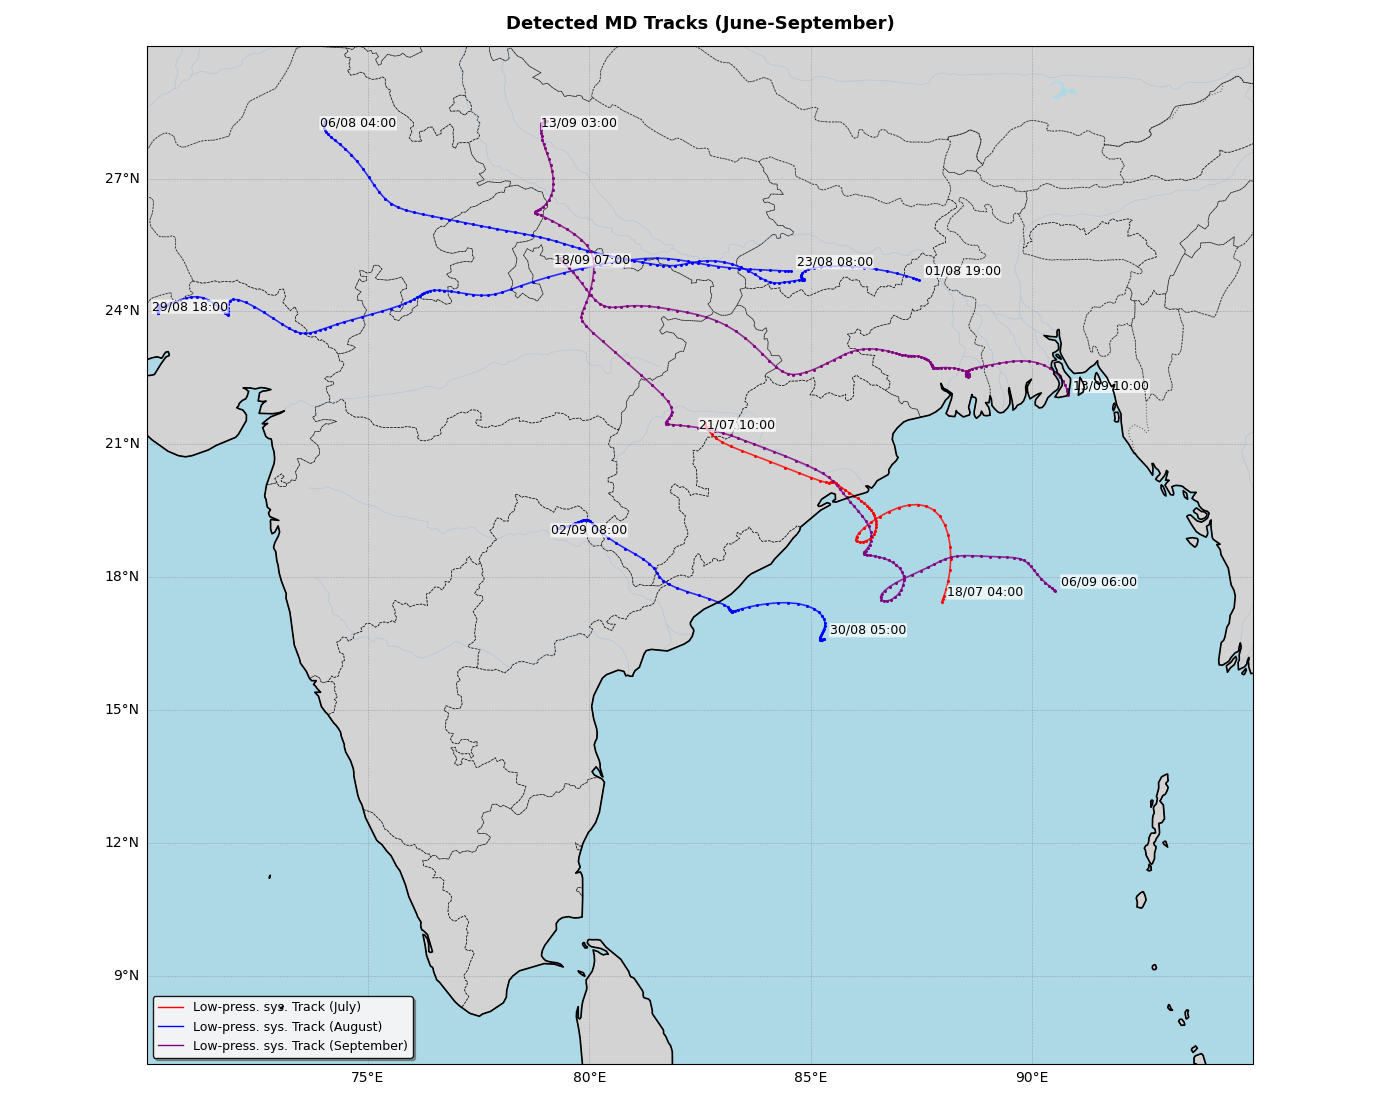 Detected MD Tracks (June-September)
06/08 04:00
13/09 03:00
27°N
18/09 07:00
23/08 08:00
01/08 19:00
29/08 18:00
24°N
13/09 10:00
21/07 10:00
21°N
02/09 08:00
18°N
06/09 06:00
18/07 04:00
30/08 05:00
15°N
12°N
9°N
Low-press. sys. Track (July)
Low-press. sys. Track (August)
Low-press. sys. Track (September)
75°E
80°E
85°E
90°E